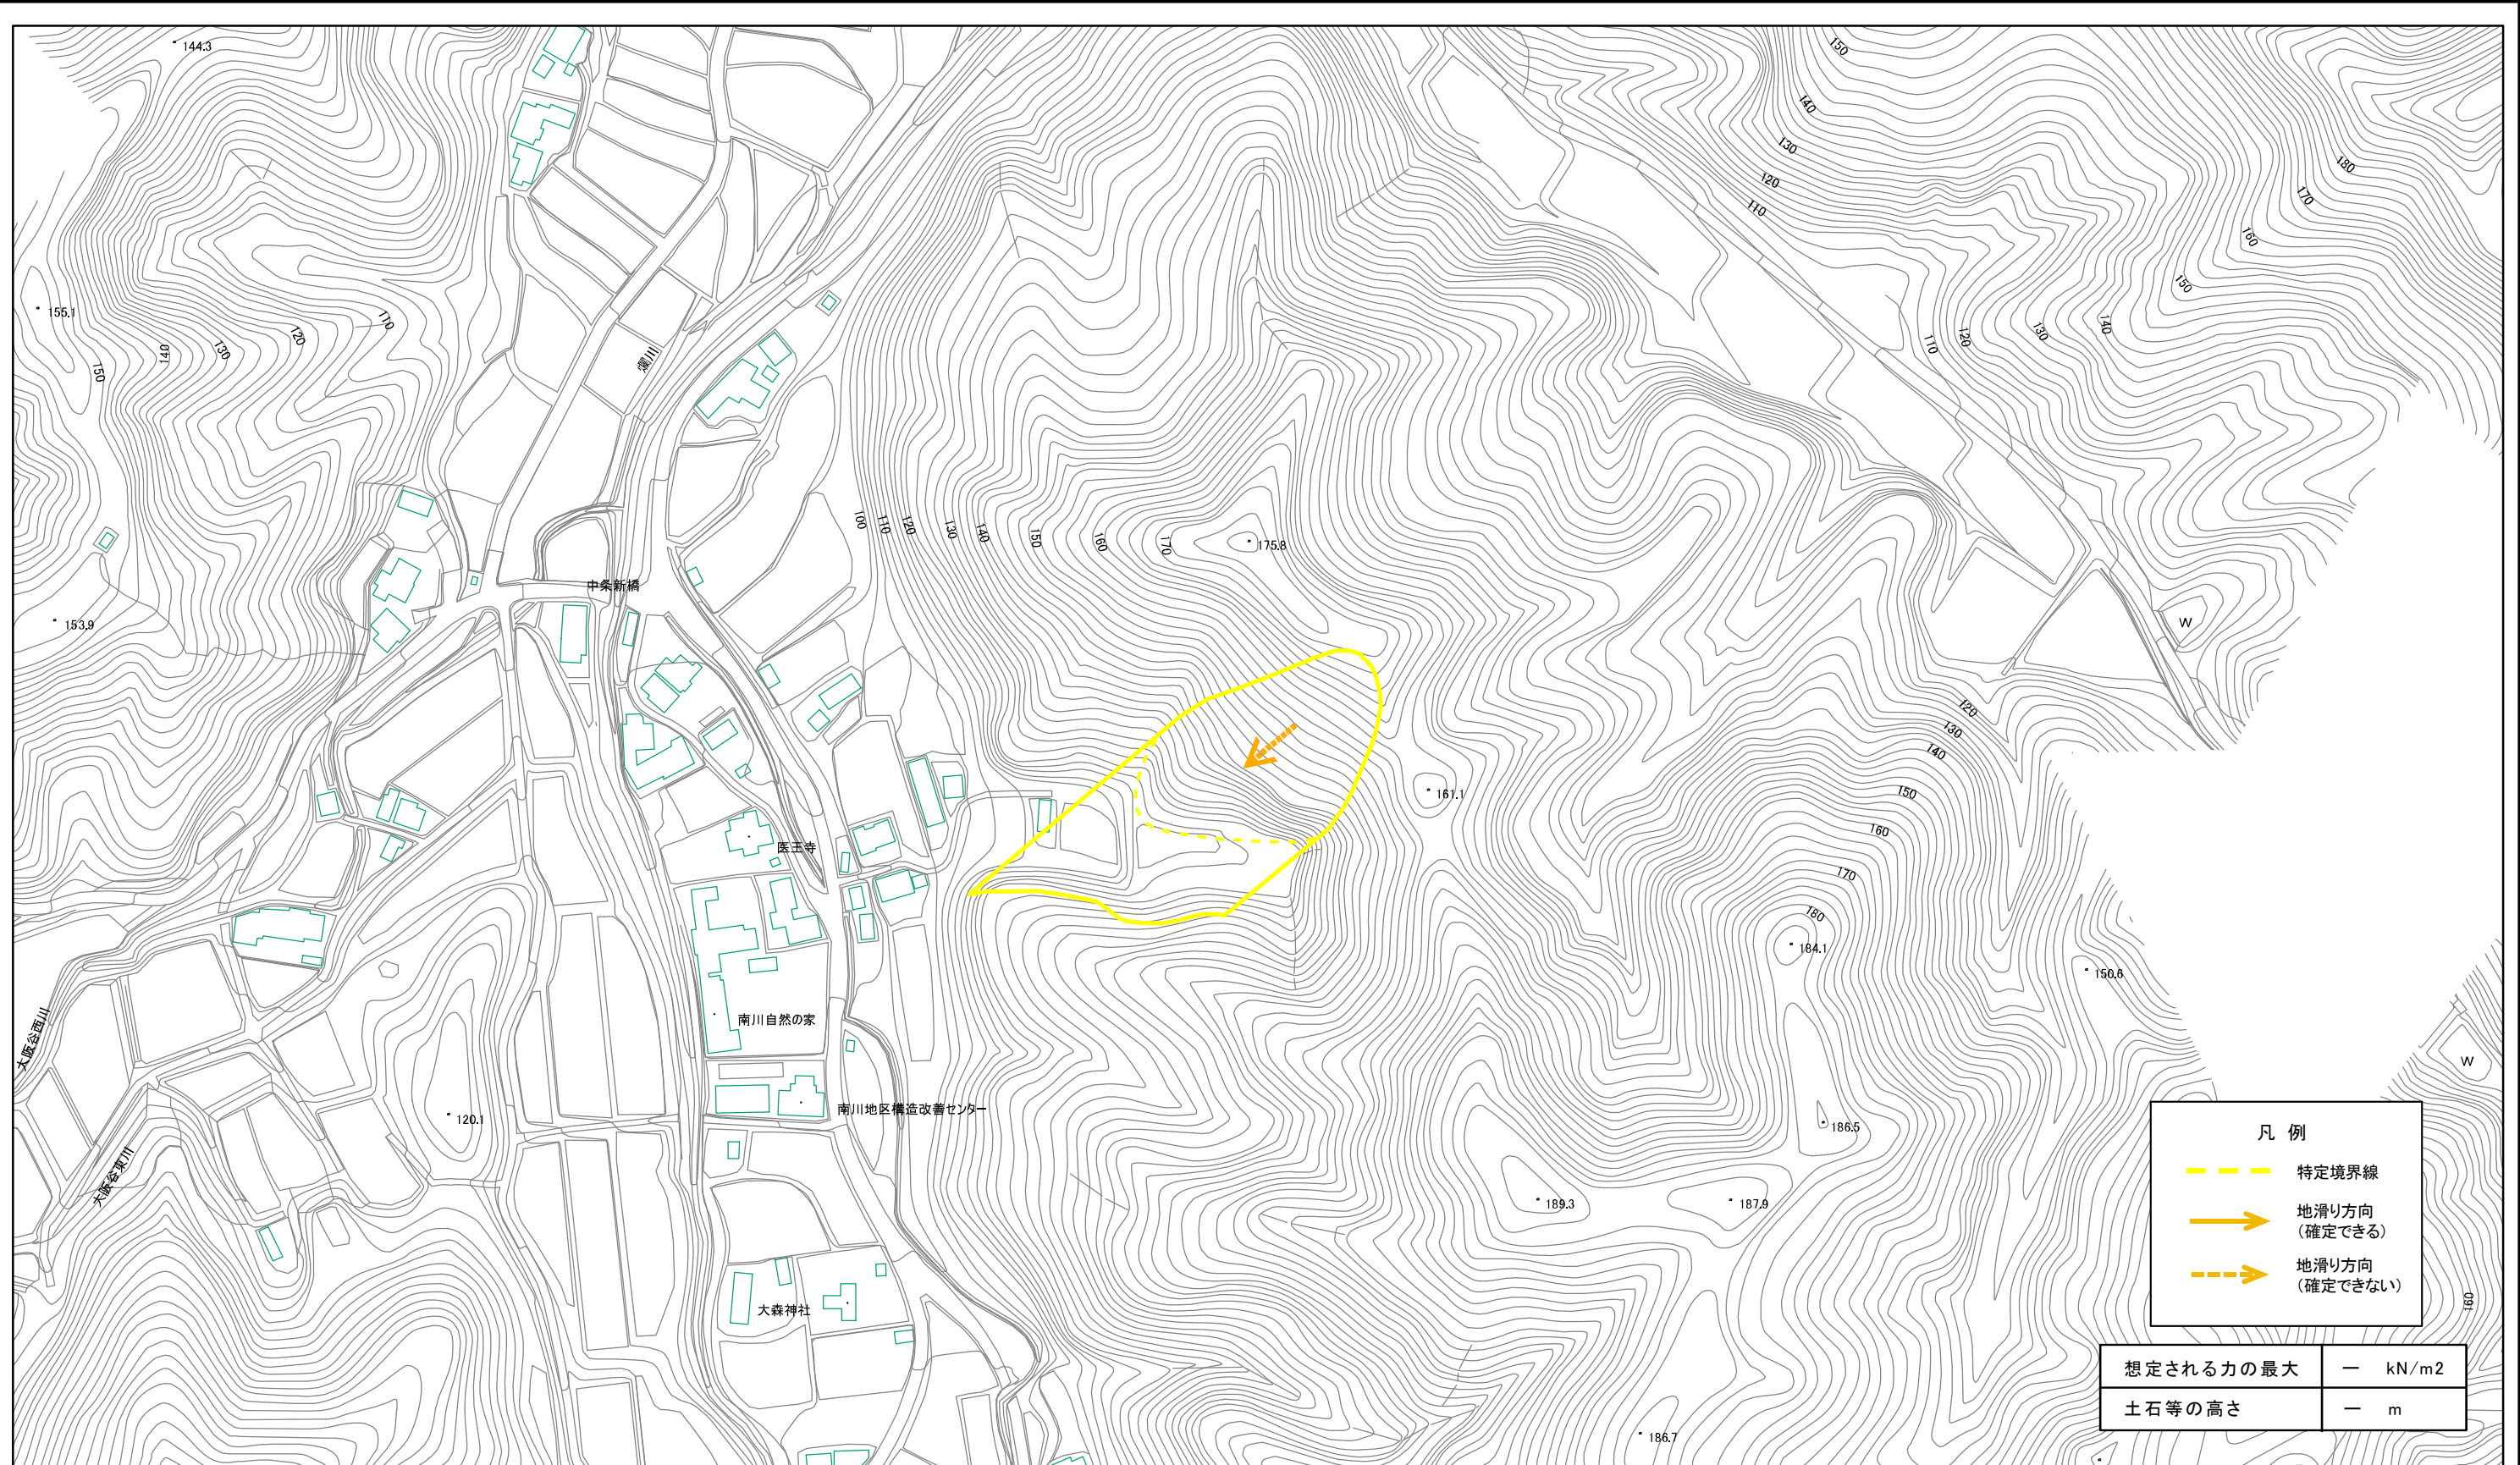 144.3
150
140
130
120
110
180
170
160
150
155.1
150
140
130
120
110
110
120
130
140
100
110
120
130
140
150
160
170
175.8
中条新橋
153.9
W
120
130
140
161.1
150
160
170
180
184.1
医王寺
150.6
大阪谷西川
南川自然の家
W
120.1
南川地区構造改善センター
186.5
大阪谷東川
189.3
187.9
大森神社
186.7
160
凡 例
特定境界線
地滑り方向
(確定できる)
地滑り方向
(確定できない)
想定される力の最大 ー kN/m2
土石等の高さ ー m